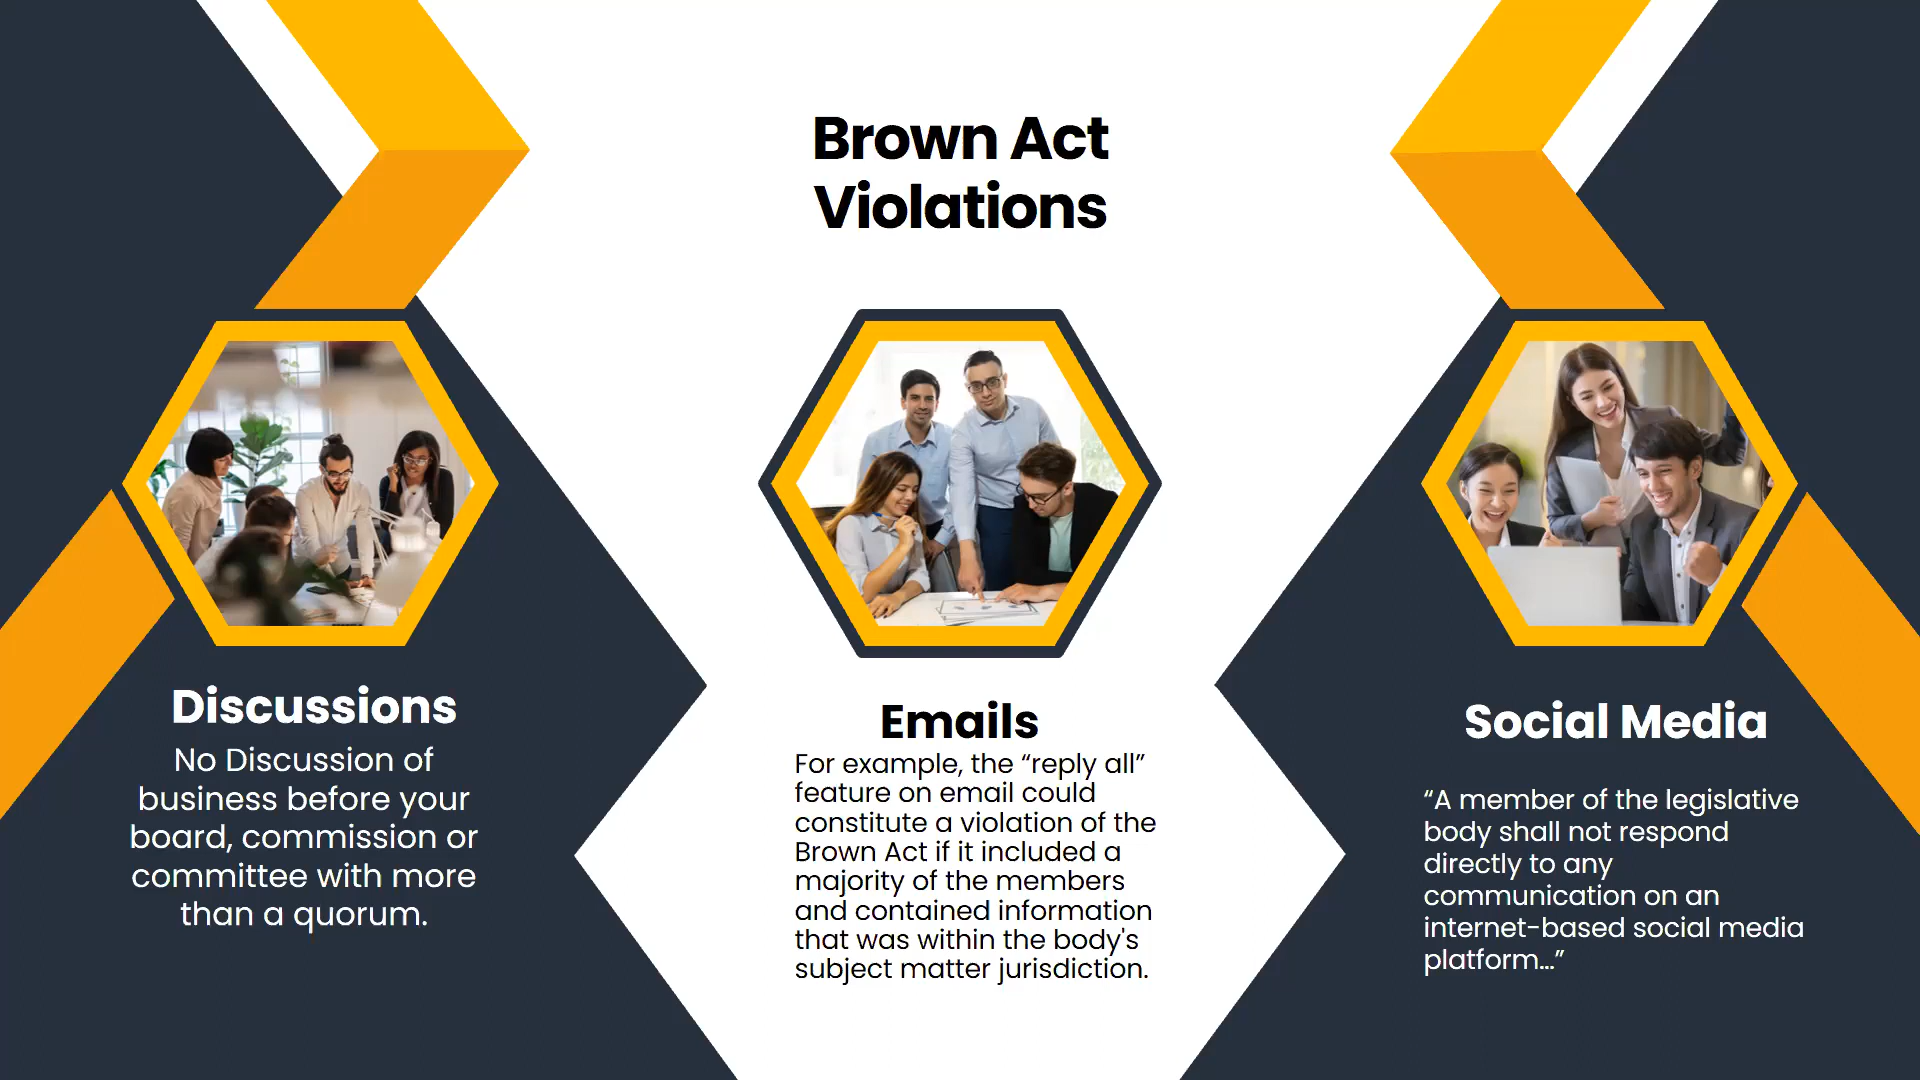 Brown Act
Violations
Discussions
No Discussion of
business before your
board, commission or
committee with more
than a quorum.
Emails
For example, the “reply all”
feature on email could
constitute a violation of the
Brown Act if it included a
majority of the members
and contained information
that was within the body's
subject matter jurisdiction.
Social Media
“A member of the legislative
body shall not respond
directly to any
communication on an
internet-based social media
platform...”